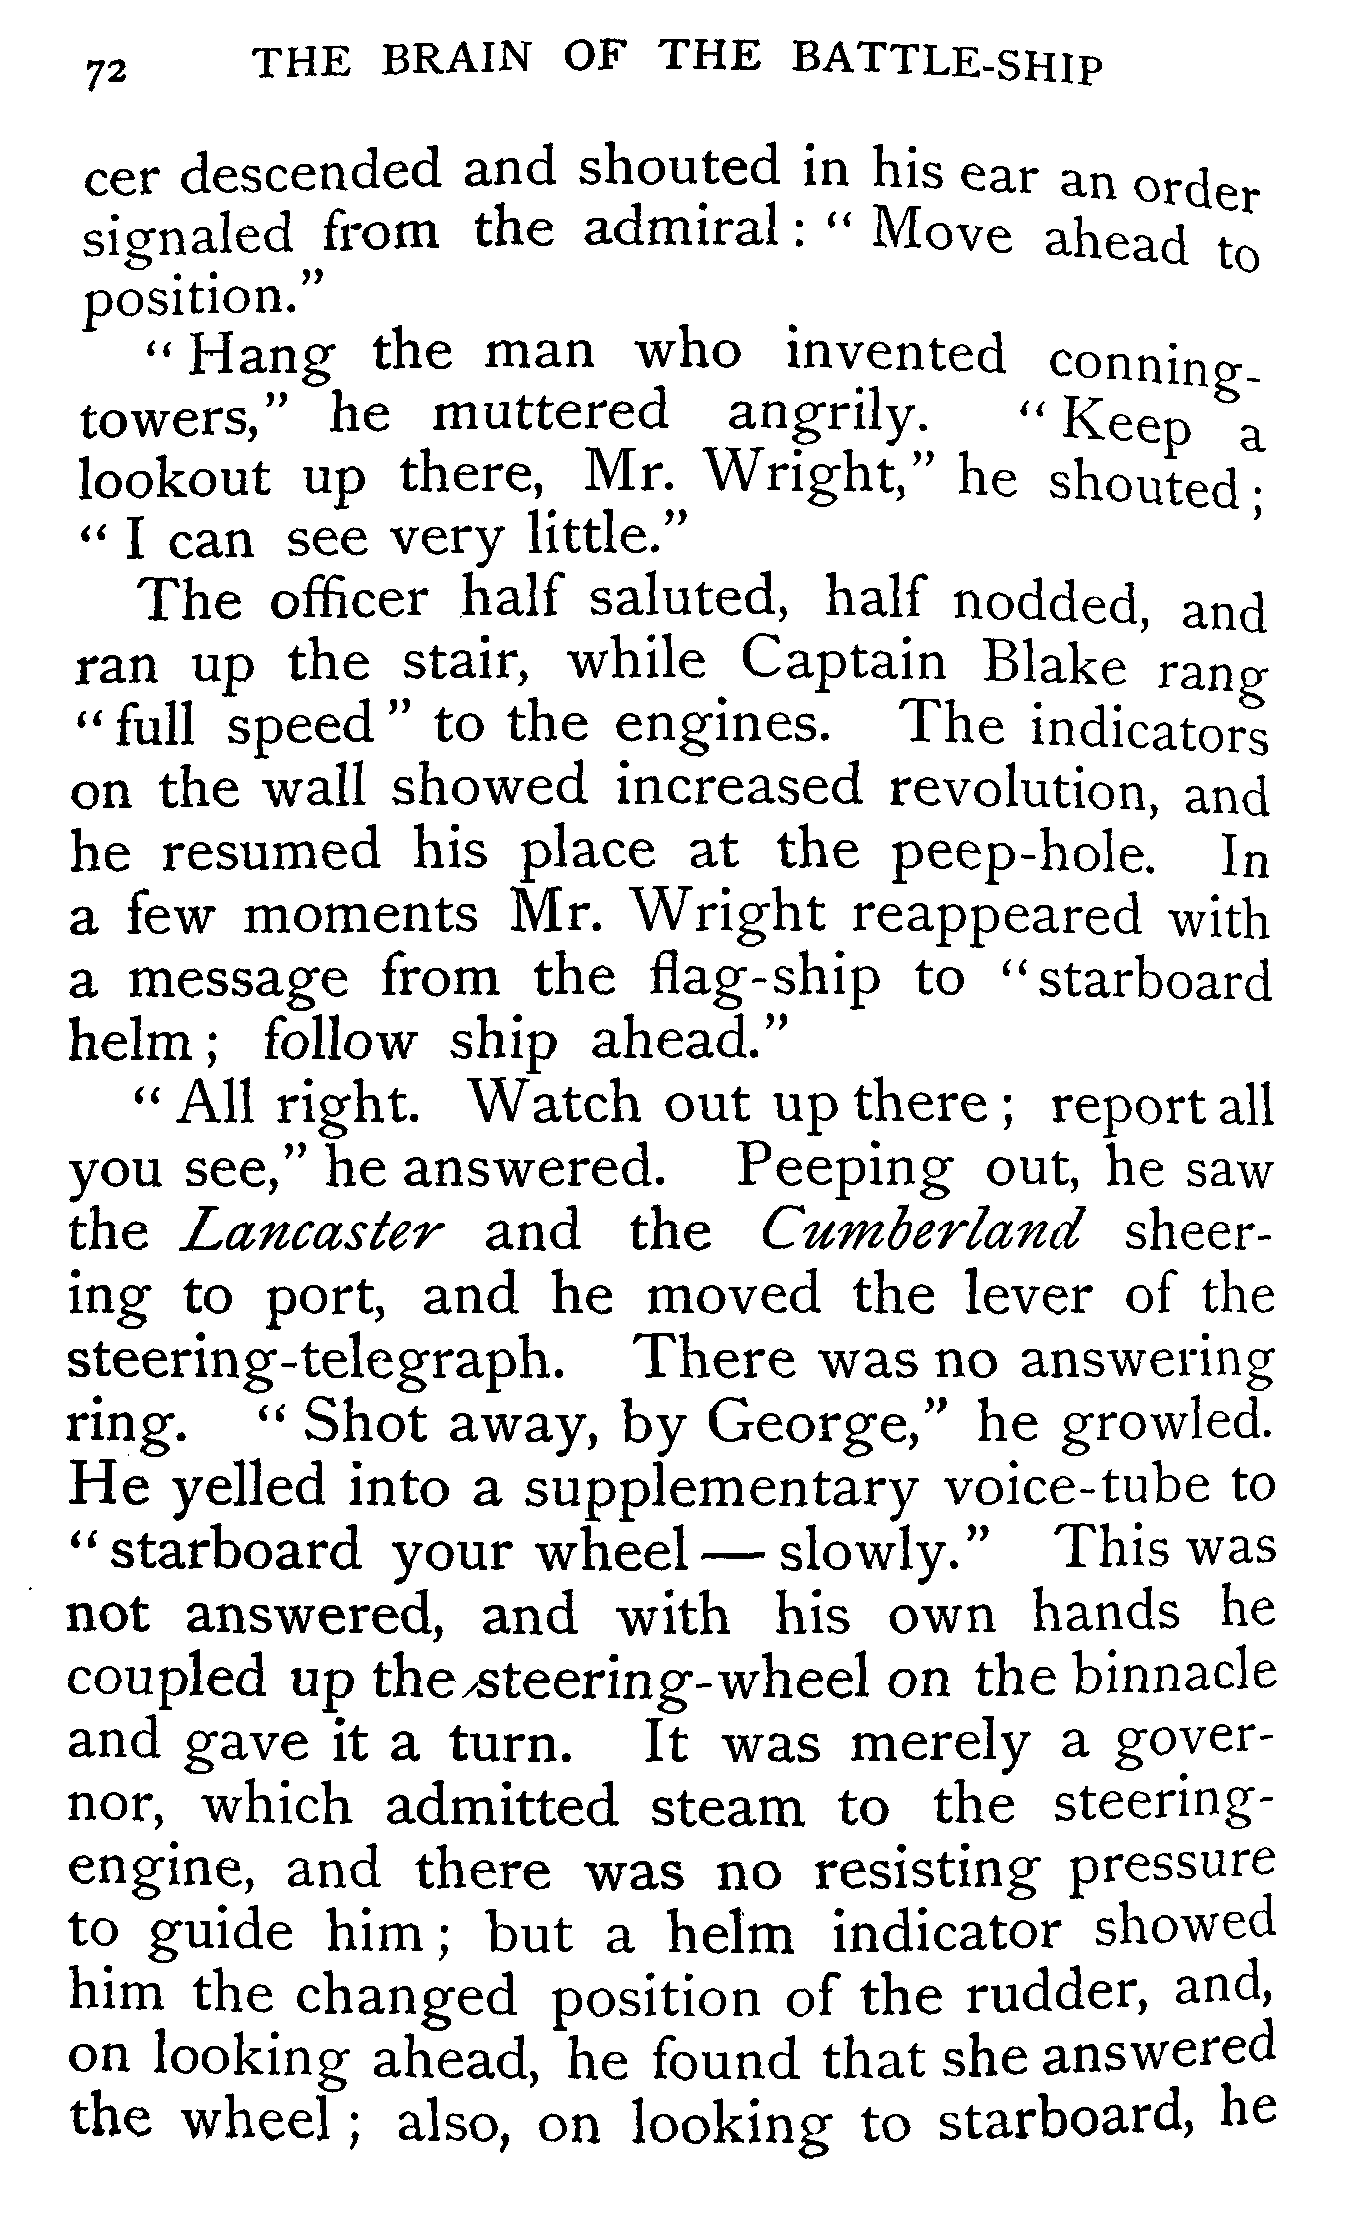 72 THE BRAIN OF THE BATTLE-SHIP
cer descended and shouted in his ear an order
signaled from the admiral: “Move ahead to
position.”
“Hang the man who invented conning-
towers,” he muttered angrily. “Keep a
lookout up there, Mr. Wright,” he shouted;
“I can see very little.”
The officer half saluted, half nodded, and
ran up the stair, while Captain Blake rang
“full speed” to the engines. The indicators
on the wall showed increased revolution, and
he resumed his place at the peep-hole. In
a few moments Mr. Wright reappeared with
a message from the flag-ship to “starboard
helm; follow ship ahead.”
“All right. Watch out up there; report all
you see,” he answered. Peeping out, he saw
the Lancaster and the Cumberland sheer-
ing to port, and he moved the lever of the
steering-telegraph. There was no answering
ring. “Shot away, by George,” he growled.
He yelled into a supplementary voice-tube to
“starboard your wheel — slowly.” This was
not answered, and with his own hands he
coupled up the steering-wheel on the binnacle
and gave it a turn. It was merely a gover-
nor, which admitted steam to the steering-
engine, and there was no resisting pressure
to guide him; but a helm indicator showed
him the changed position of the rudder, and,
on looking ahead, he found that she answered
the wheel; also, on looking to starboard, he